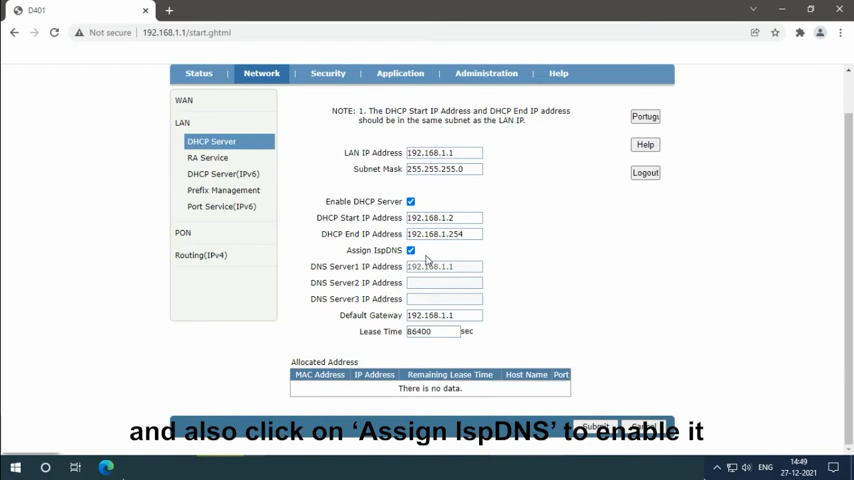 D401
Not secure 192.168.1.1/start.ghtml
Status Network Security Application Administration Help
WAN
LAN
DHCP Server
RA Service
DHCP Server(IPv6)
Prefix Management
Port Service(IPv6)
PON
Routing(IPv4)
NOTE: 1. The DHCP Start IP Address and DHCP End IP address
should be in the same subnet as the LAN IP.
LAN IP Address 192.168.1.1
Subnet Mask 255.255.255.0
Enable DHCP Server
DHCP Start IP Address 192.168.1.2
DHCP End IP Address 192.168.1.254
Assign IspDNS
DNS Server1 IP Address 192.168.1.1
DNS Server2 IP Address
DNS Server3 IP Address
Default Gateway 192.168.1.1
Lease Time 86400 sec
Allocated Address
MAC Address IP Address Remaining Lease Time Host Name Port
There is no data.
Portugu
Help
Logout
Submit Cancel
and also click on ‘Assign IspDNS’ to enable it
ENG
14:49
27-12-2021